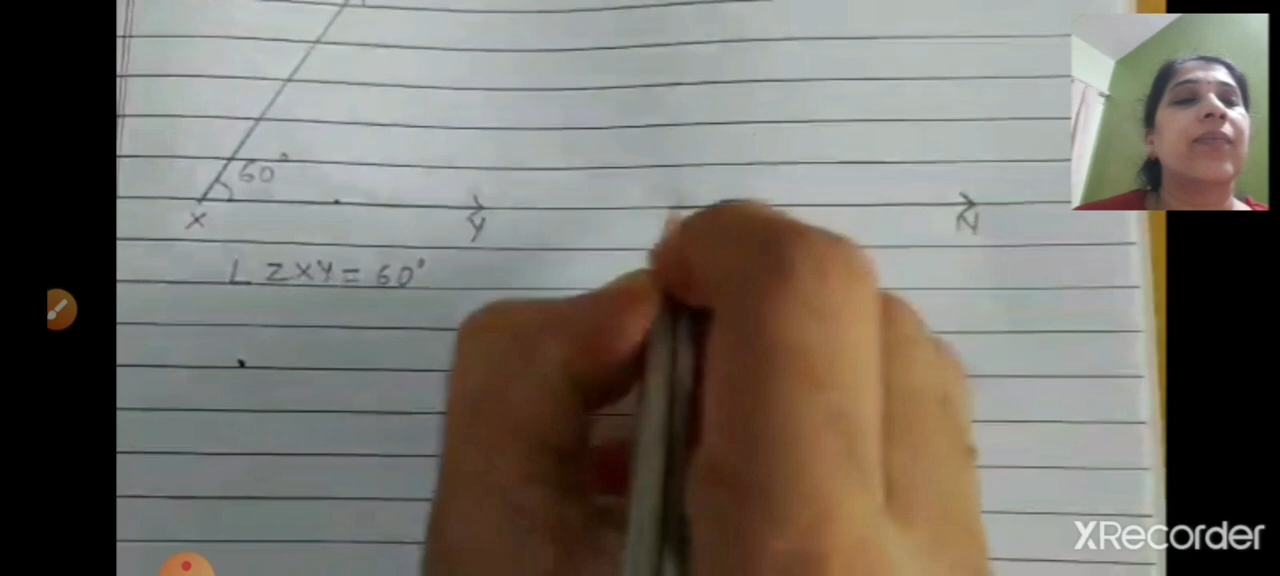 60°
X
Y
N
∠ZXY = 60°
XRecorder